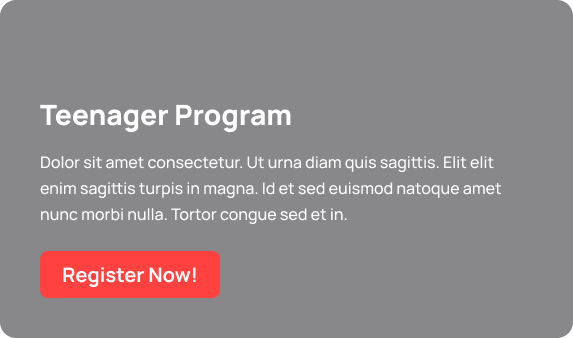 Teenager Program
Dolor sit amet consectetur. Ut urna diam quis sagittis. Elit elit
enim sagittis turpis in magna. Id et sed euismod natoque amet
nunc morbi nulla. Tortor congue sed et in.
Register Now!